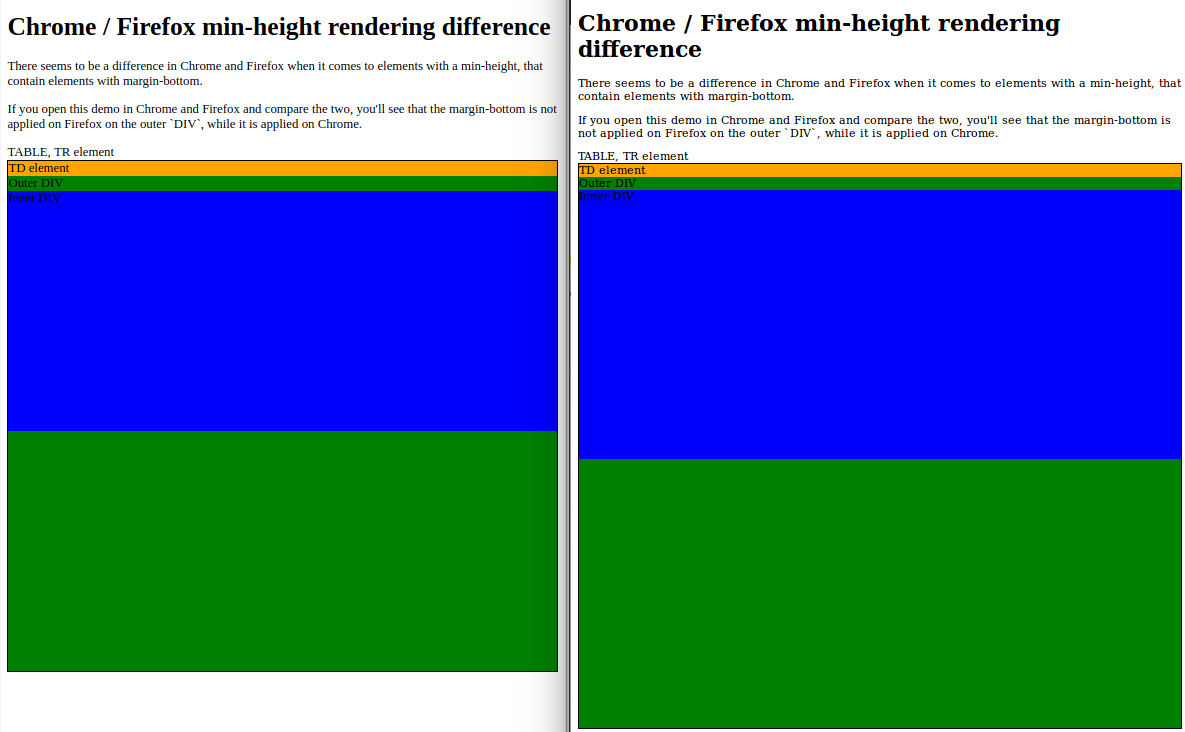 Chrome / Firefox min-height rendering difference
There seems to be a difference in Chrome and Firefox when it comes to elements with a min-height, that
contain elements with margin-bottom.
If you open this demo in Chrome and Firefox and compare the two, you'll see that the margin-bottom is not
applied on Firefox on the outer `DIV`, while it is applied on Chrome.
TABLE, TR element
TD element
Outer DIV
Inner DIV
Chrome / Firefox min-height rendering
difference
There seems to be a difference in Chrome and Firefox when it comes to elements with a min-height, that
contain elements with margin-bottom.
If you open this demo in Chrome and Firefox and compare the two, you'll see that the margin-bottom is
not applied on Firefox on the outer `DIV`, while it is applied on Chrome.
TABLE, TR element
TD element
Outer DIV
Inner DIV